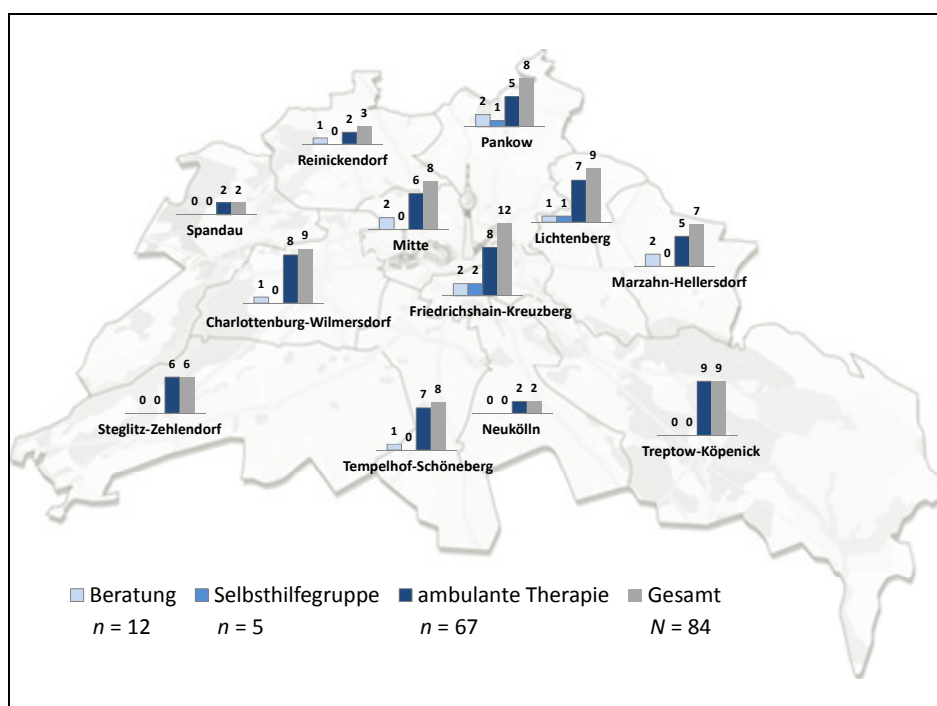 8
5
2
1
Pankow
3
2
1
0
Reinickendorf
9
7
1 1
Lichtenberg
8
6
2
0
Mitte
2 2
0 0
Spandau
7
5
2
0
Marzahn-Hellersdorf
12
8
2 2
Friedrichshain-Kreuzberg
9
8
1
0
Charlottenburg-Wilmersdorf
6 6
0 0
Steglitz-Zehlendorf
8
7
1
0
Tempelhof-Schöneberg
0 0 2 2
Neukölln
9 9
0 0
Treptow-Köpenick
Beratung Selbsthilfegruppe ambulante Therapie Gesamt
n = 12 n = 5 n = 67 N = 84